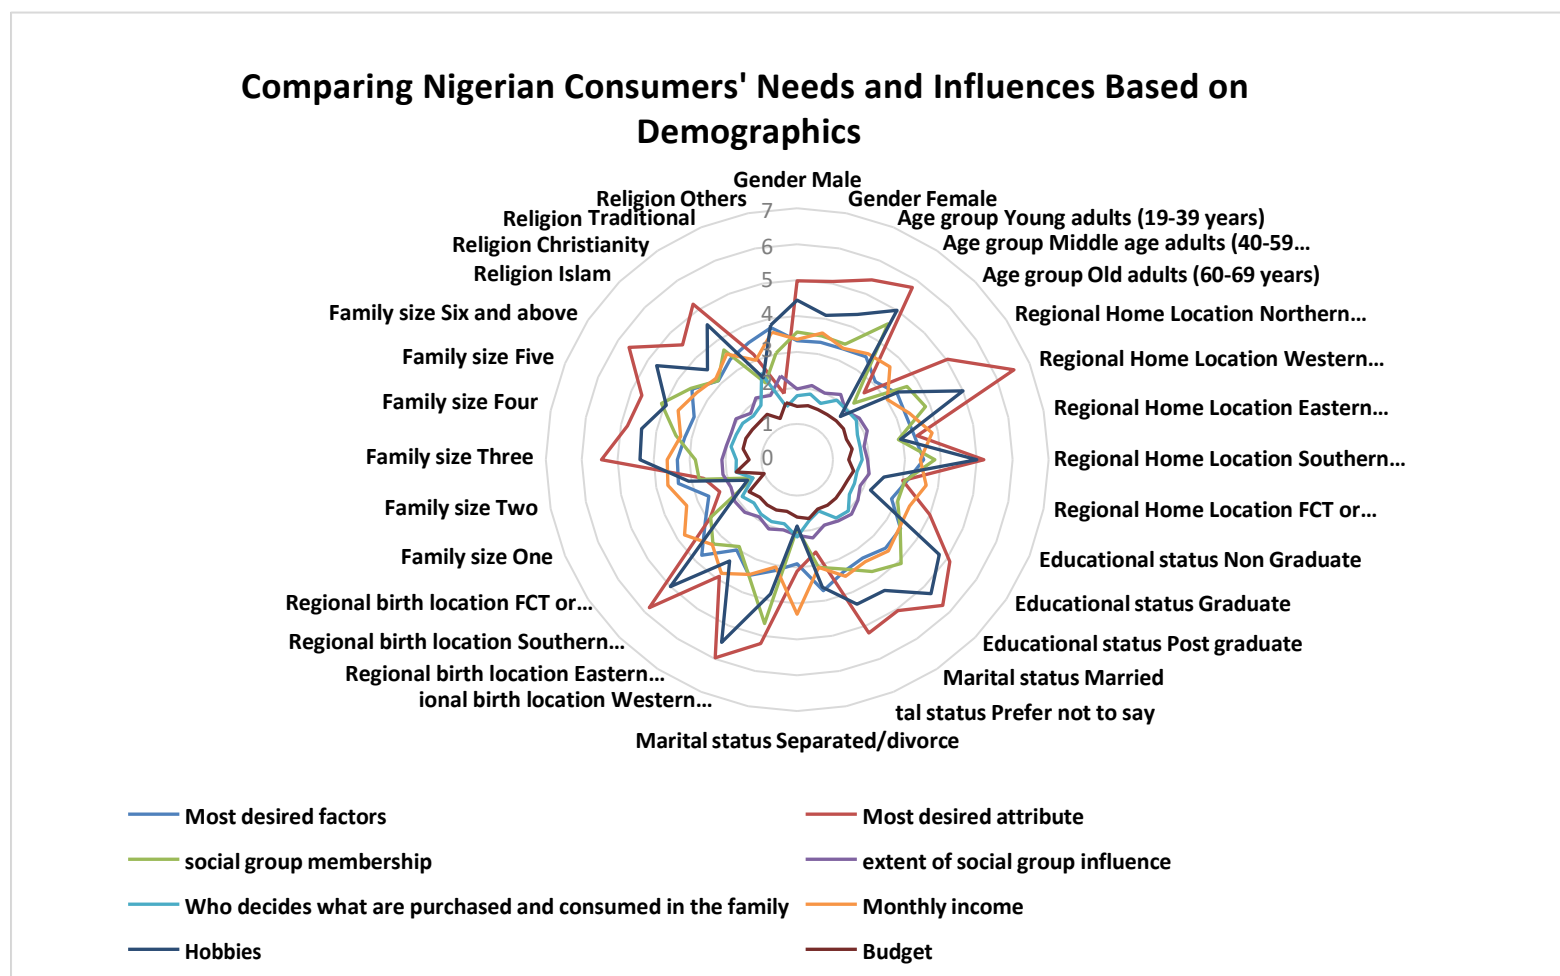 Comparing Nigerian Consumers' Needs and Influences Based on
Demographics
Gender Male
Gender Female
Age group Young adults (19-39 years)
Age group Middle age adults (40-59...
Age group Old adults (60-69 years)
Regional Home Location Northern...
Regional Home Location Western...
Regional Home Location Eastern...
Regional Home Location Southern...
Regional Home Location FCT or...
Educational status Non Graduate
Educational status Graduate
Educational status Post graduate
Marital status Married
tal status Prefer not to say
Marital status Separated/divorce
ional birth location Western...
Regional birth location Eastern...
Regional birth location Southern...
Regional birth location FCT or...
Family size One
Family size Two
Family size Three
Family size Four
Family size Five
Family size Six and above
Religion Islam
Religion Christianity
Religion Traditional
Religion Others
7
6
5
4
3
2
1
0
Most desired factors
Most desired attribute
social group membership
extent of social group influence
Who decides what are purchased and consumed in the family
Monthly income
Hobbies
Budget